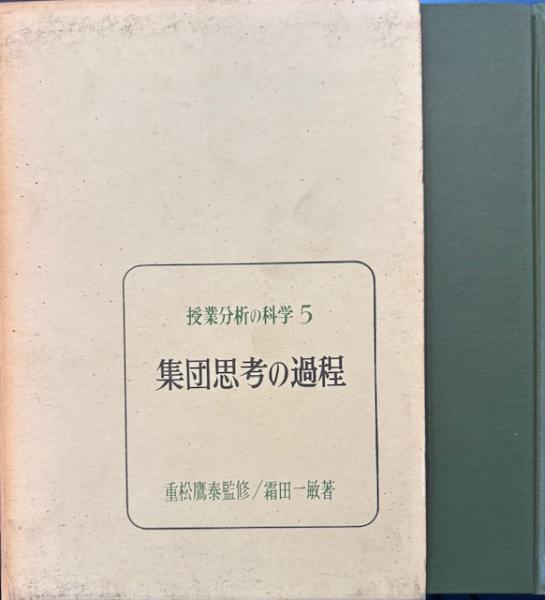 授業分析の科学 5
集団思考の過程
重松鷹泰監修/霜田一敏著